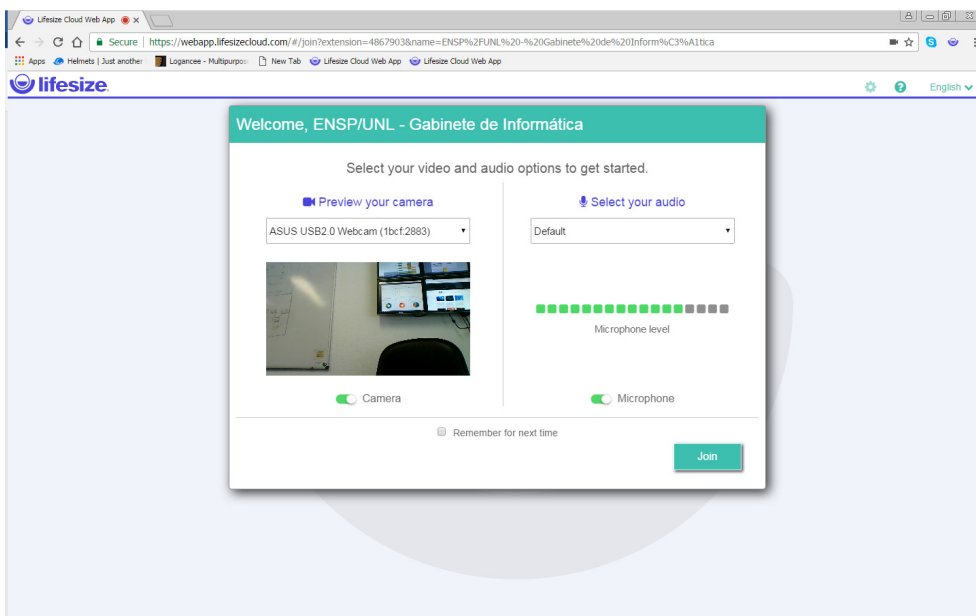 Lifesize Cloud Web App
Secure | https://webapp.lifesizecloud.com/#/join?extension=4867903&name=ENSP%2FUNL%20-%20Gabinete%20de%20Inform%C3%A1tica
Apps Helmets | Just another Logancee - Multipurpos New Tab Lifesize Cloud Web App Lifesize Cloud Web App
lifesize
English
Welcome, ENSP/UNL - Gabinete de Informática
Select your video and audio options to get started.
Preview your camera
Select your audio
ASUS USB2.0 Webcam (1bcf:2883)
Default
Microphone level
Camera
Microphone
Remember for next time
Join